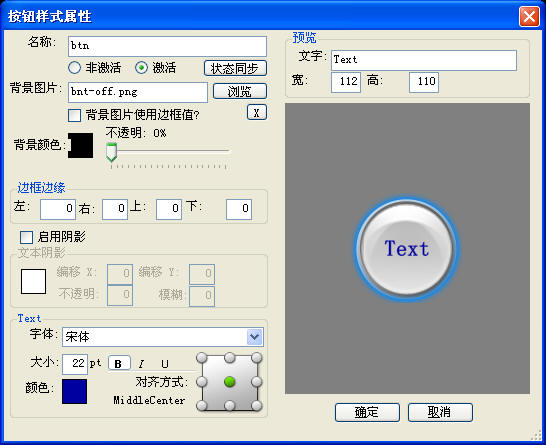 按钮样式属性
名称: btn
非激活 激活 状态同步
背景图片: bnt-off.png 浏览
背景图片使用边框值? X
背景颜色: 不透明: 0%
边框边缘
左: 0 右: 0 上: 0 下: 0
启用阴影
文本阴影
偏移 X: 0 偏移 Y: 0
不透明: 0 模糊: 0
Text
字体: 宋体
大小: 22 pt B I U
颜色: 对齐方式:
MiddleCenter
预览
文字: Text
宽: 112 高: 110
Text
确定 取消